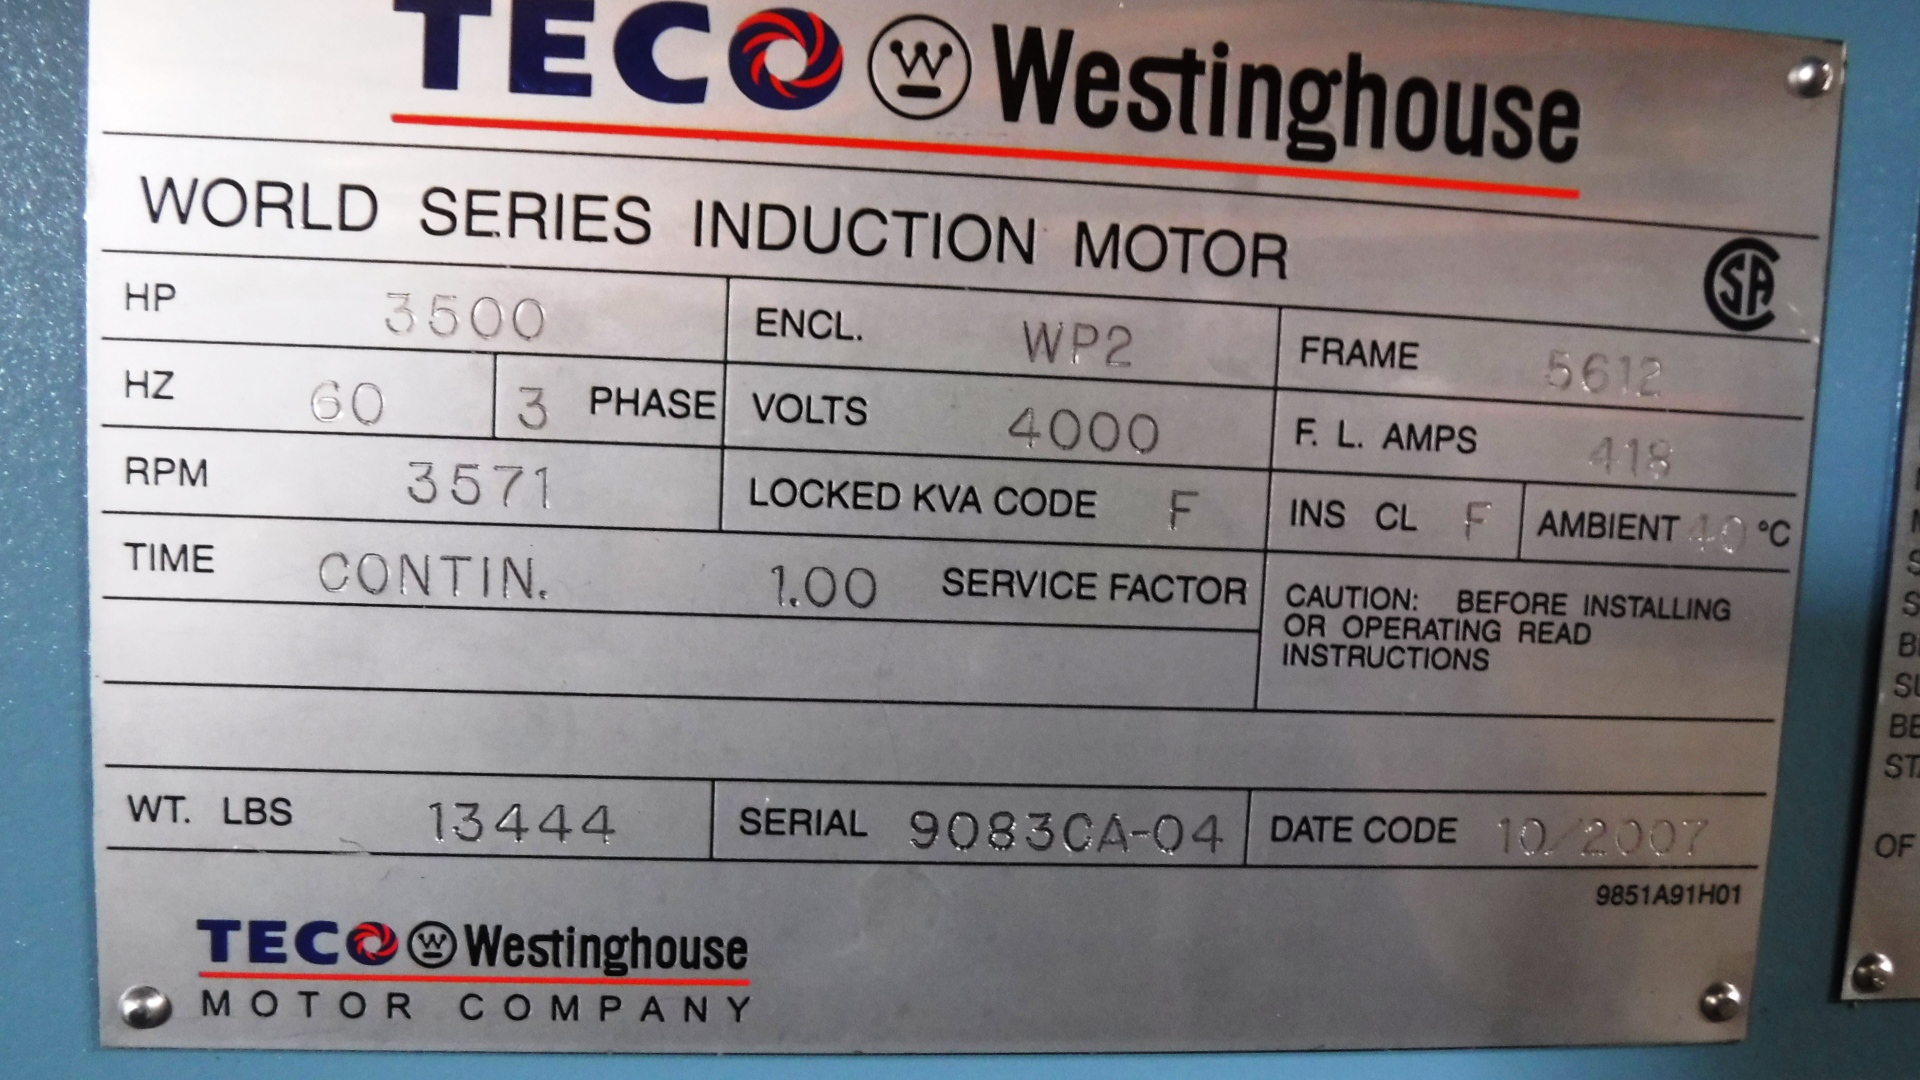 TECO W Westinghouse
WORLD SERIES INDUCTION MOTOR
SA
HP 3500 ENCL. WP2 FRAME 5612
HZ 60 3 PHASE VOLTS 4000 F. L. AMPS 418
RPM 3571 LOCKED KVA CODE F INS CL F AMBIENT 40 °C
TIME CONTIN. 1.00 SERVICE FACTOR
CAUTION: BEFORE INSTALLING
OR OPERATING READ
INSTRUCTIONS
WT. LBS 13444 SERIAL 9083CA-04 DATE CODE 10/2007
9851A91H01
TECO W Westinghouse
MOTOR COMPANY
OF